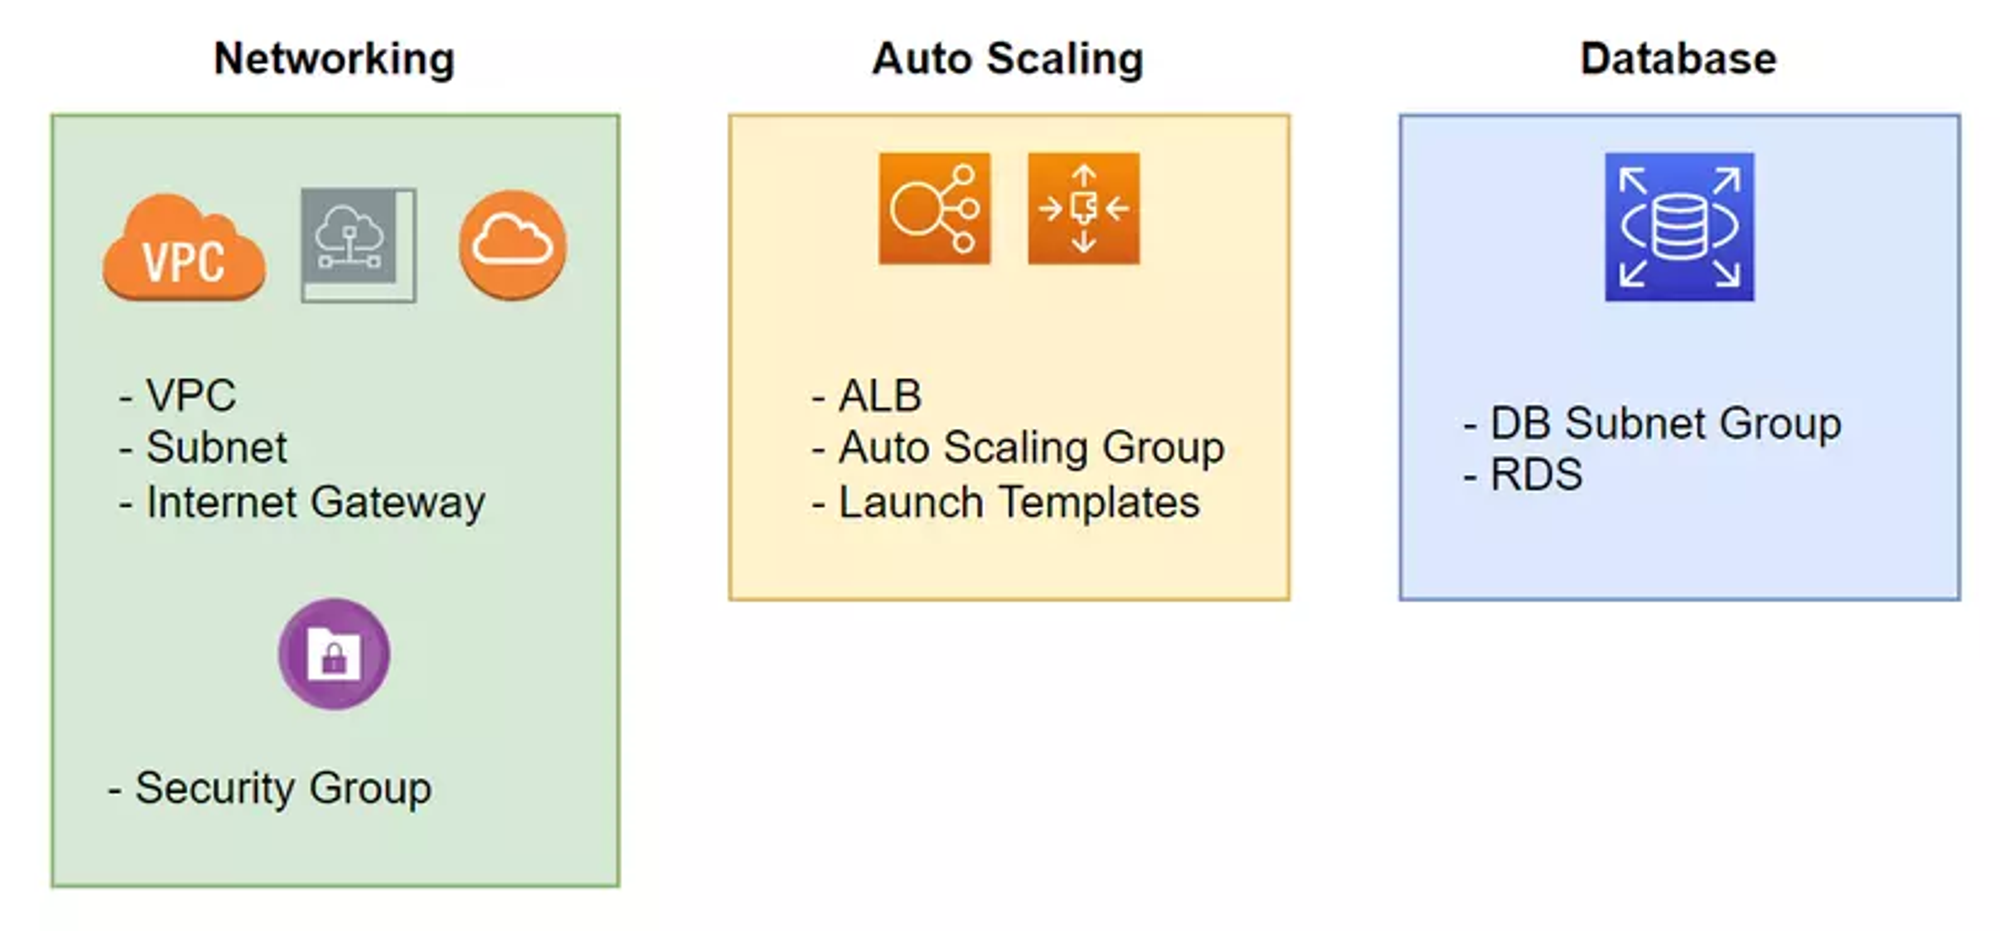 Networking
VPC
- VPC
- Subnet
- Internet Gateway
- Security Group
Auto Scaling
- ALB
- Auto Scaling Group
- Launch Templates
Database
- DB Subnet Group
- RDS